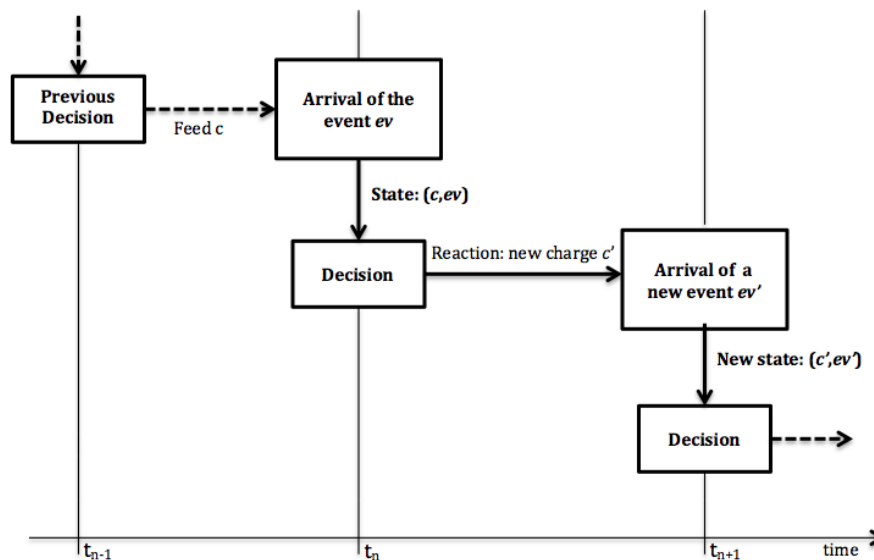 Previous
Decision
Feed c
Arrival of the
event ev
State: (c,ev)
Decision
Reaction: new charge c’
Arrival of a
new event ev’
New state: (c’,ev’)
Decision
tn-1
tn
tn+1
time